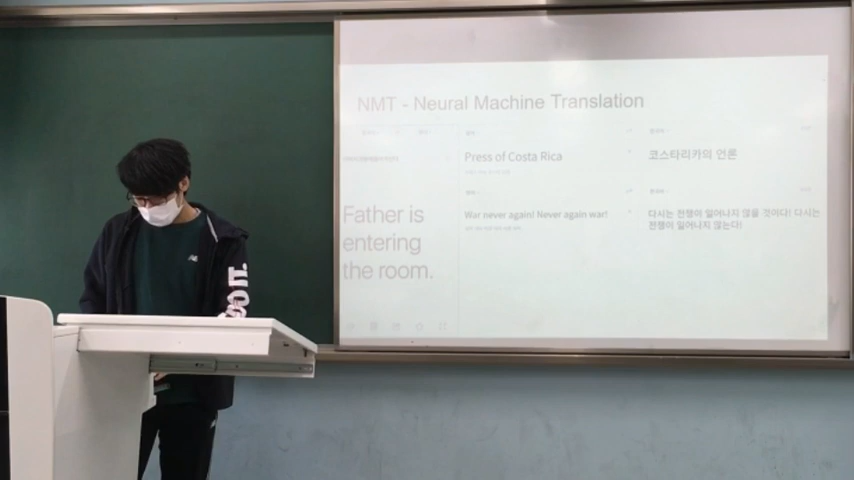 NMT - Neural Machine Translation
Press of Costa Rica
코스타리카의 언론
Father is
entering
the room.
War never again! Never again war!
다시는 전쟁이 일어나지 않을 것이다! 다시는
전쟁이 일어나지 않는다!
DO IT.